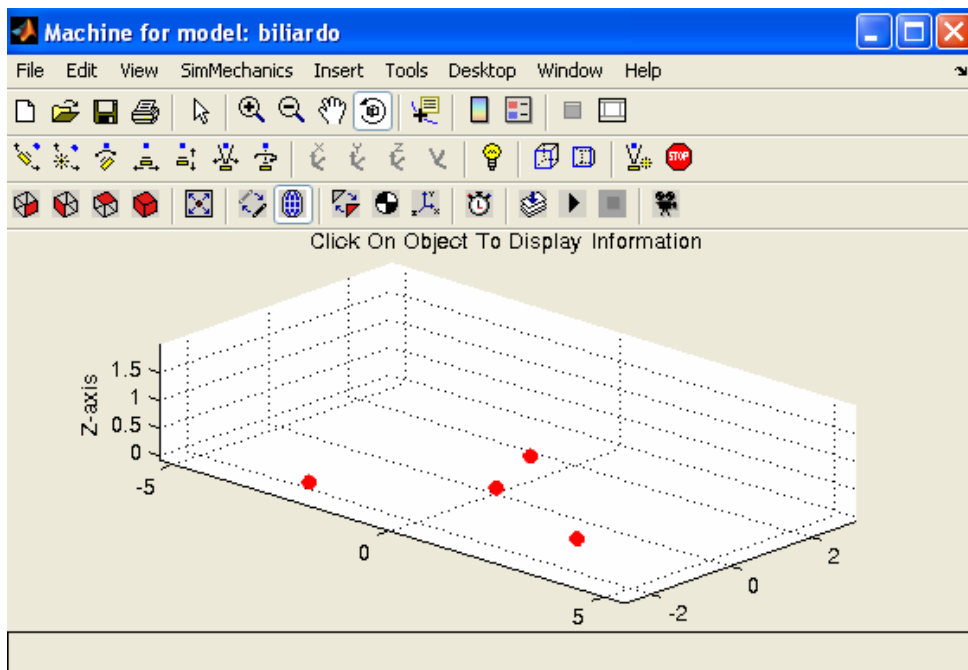 Machine for model: biliardo
File Edit View SimMechanics Insert Tools Desktop Window Help
STOP
Click On Object To Display Information
1.5
1
0.5
0
Z-axis
-5
0
5
-2
0
2